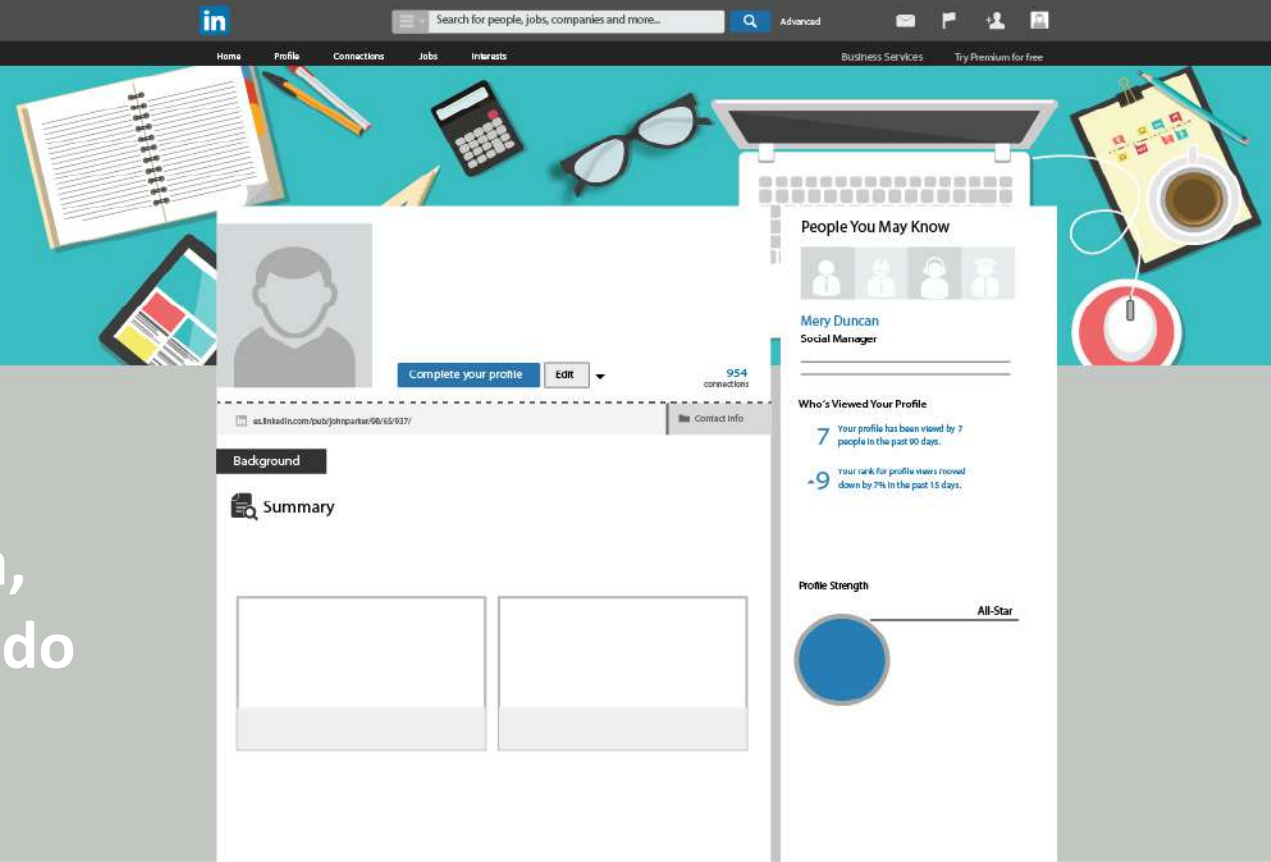 in
Search for people, jobs, companies and more...
Advanced
Home Profile Connections Jobs Interests
Business Services Try Premium for free
People You May Know
Mery Duncan
Social Manager
Complete your profile Edit
954
connections
es.linkedin.com/pub/johnparker/98/65/937/
Contact Info
Who's Viewed Your Profile
7 Your profile has been viewd by 7
people in the past 90 days.
9 Your rank for profile views moved
down by 7% in the past 15 days.
Background
Summary
do
Profile Strength
All-Star